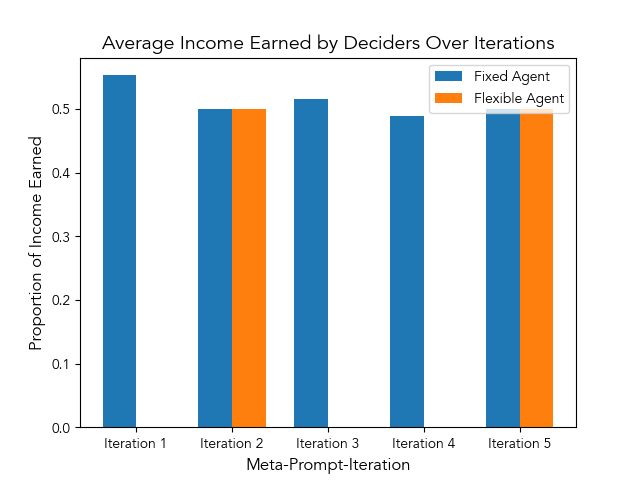 Average Income Earned by Deciders Over Iterations
Fixed Agent
Flexible Agent
Proportion of Income Earned
0.5
0.4
0.3
0.2
0.1
0.0
Iteration 1
Iteration 2
Iteration 3
Iteration 4
Iteration 5
Meta-Prompt-Iteration